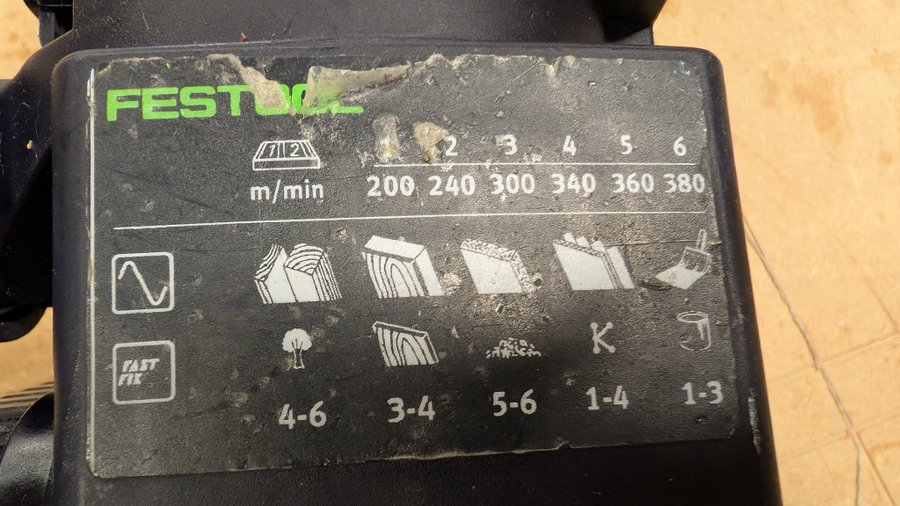 FESTOOL
1 2
1 2 3 4 5 6
m/min 200 240 300 340 360 380
K
FAST
FIX
4-6 3-4 5-6 1-4 1-3